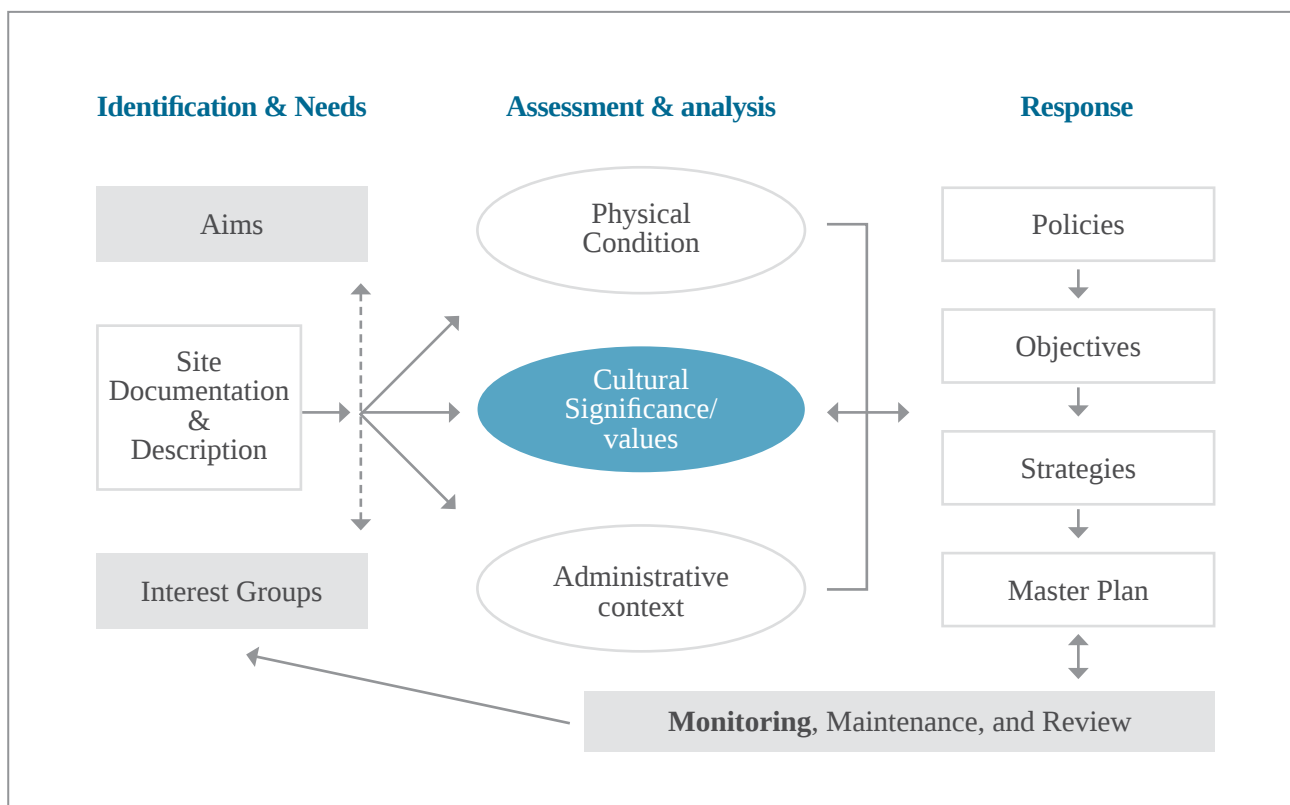 Identification & Needs
Aims
Site
Documentation
&
Description
Interest Groups
Assessment & analysis
Physical
Condition
Cultural
Significance/
values
Administrative
context
Response
Policies
Objectives
Strategies
Master Plan
Monitoring, Maintenance, and Review